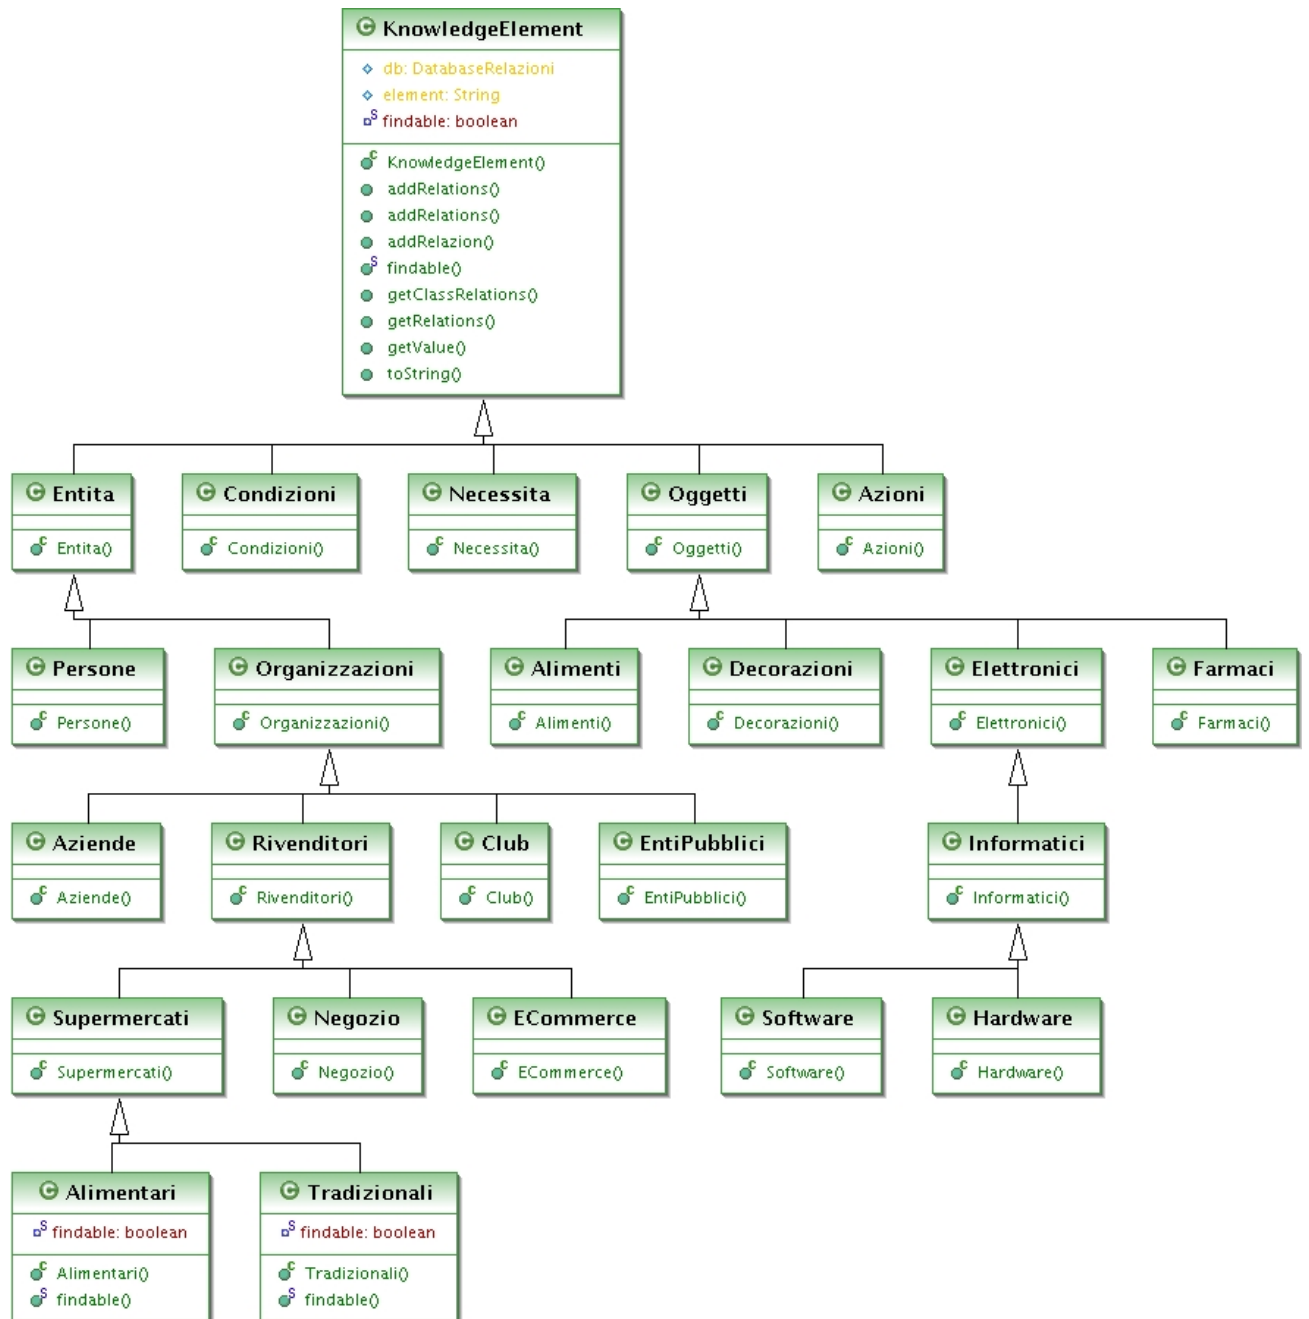 KnowledgeElement
db: DatabaseRelazioni
element: String
findable: boolean
KnowledgeElement()
addRelations()
addRelations()
addRelazion()
findable()
getClassRelations()
getRelations()
getValue()
toString()
Entita
Entita()
Condizioni
Condizioni()
Necessita
Necessita()
Oggetti
Oggetti()
Azioni
Azioni()
Persone
Persone()
Organizzazioni
Organizzazioni()
Alimenti
Alimenti()
Decorazioni
Decorazioni()
Elettronici
Elettronici()
Farmaci
Farmaci()
Aziende
Aziende()
Rivenditori
Rivenditori()
Club
Club()
EntiPubblici
EntiPubblici()
Informatici
Informatici()
Supermercati
Supermercati()
Negozio
Negozio()
ECommerce
ECommerce()
Software
Software()
Hardware
Hardware()
Alimentari
findable: boolean
Alimentari()
findable()
Tradizionali
findable: boolean
Tradizionali()
findable()